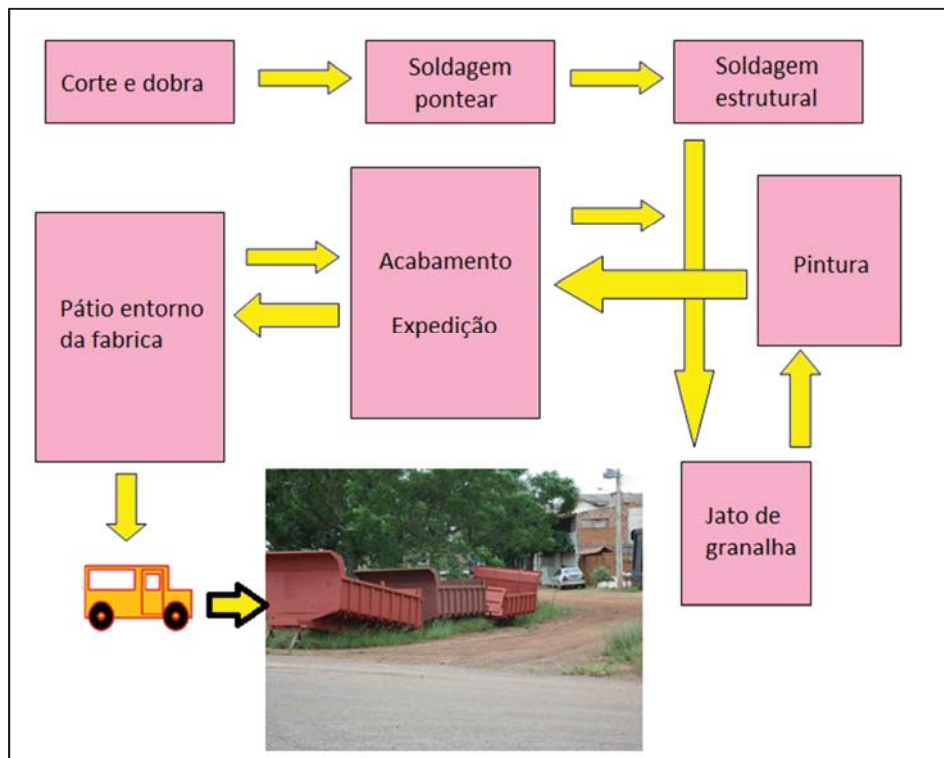 Corte e dobra
Soldagem
pontear
Soldagem
estrutural
Pátio entorno
da fabrica
Acabamento
Expedição
Pintura
Jato de
granalha